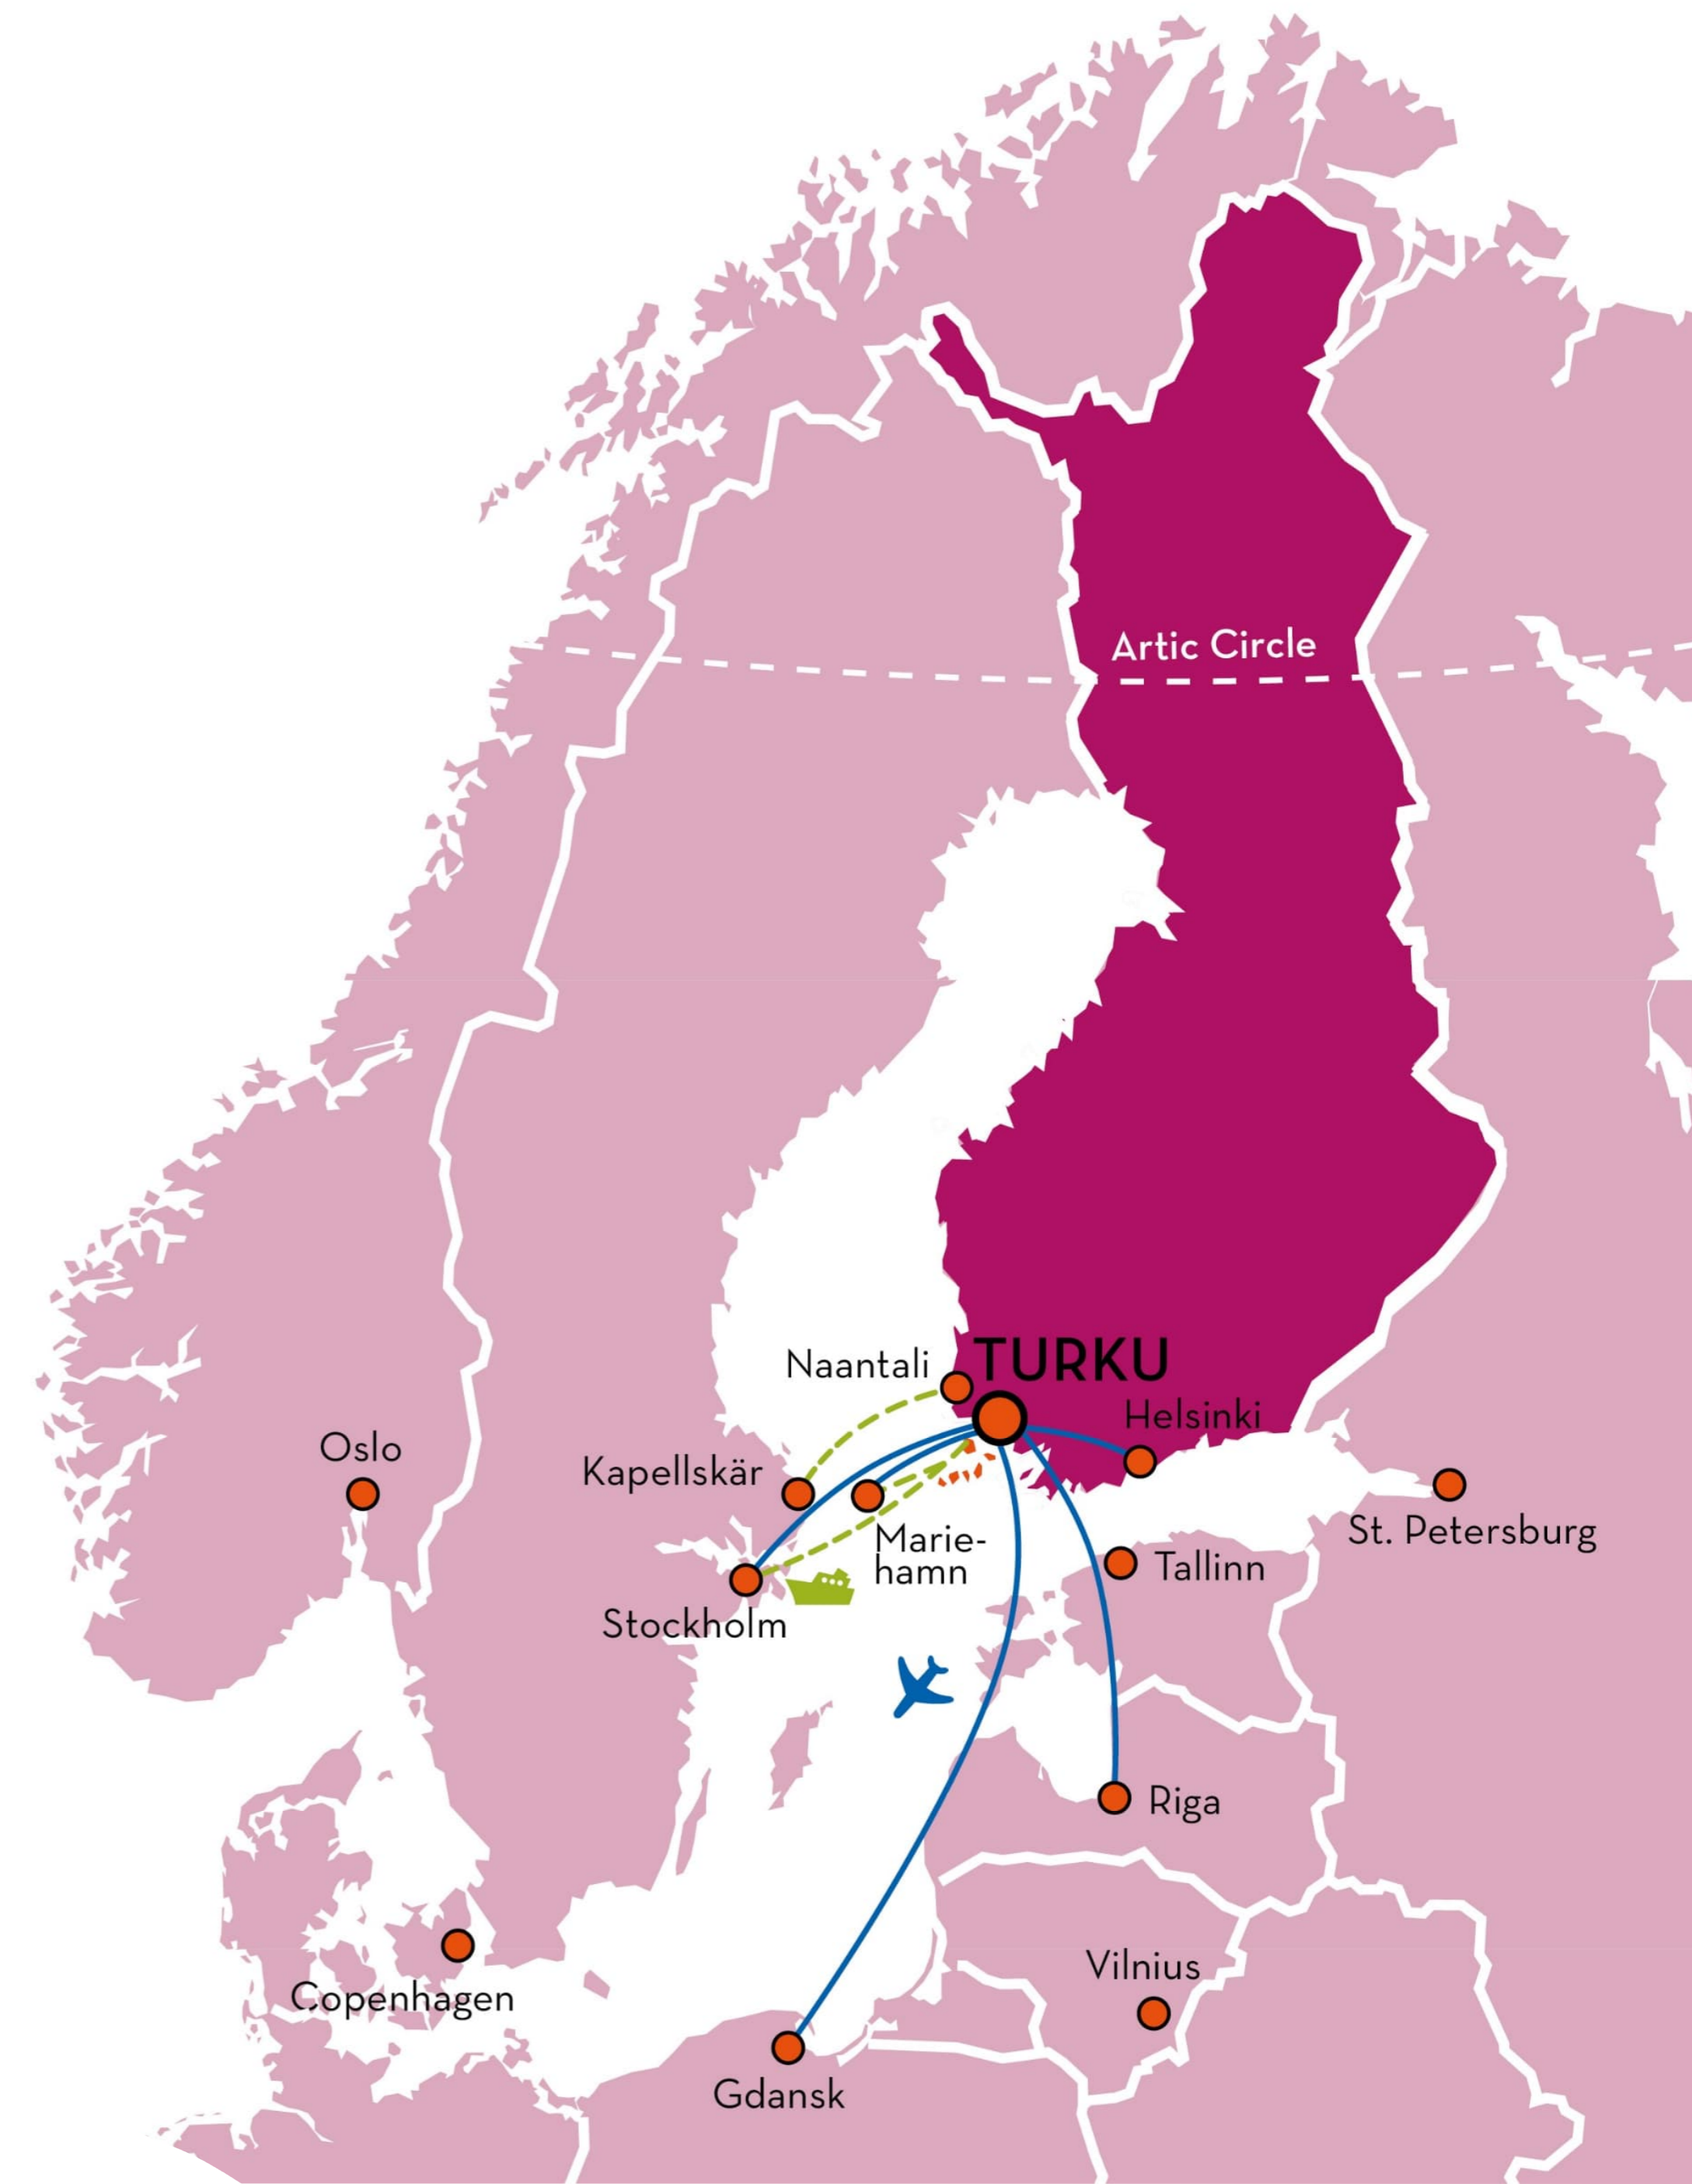 Artic Circle
Naantali
TURKU
Helsinki
Oslo
Kapellskär
St. Petersburg
Marie-
hamn
Tallinn
Stockholm
Riga
Vilnius
Copenhagen
Gdansk